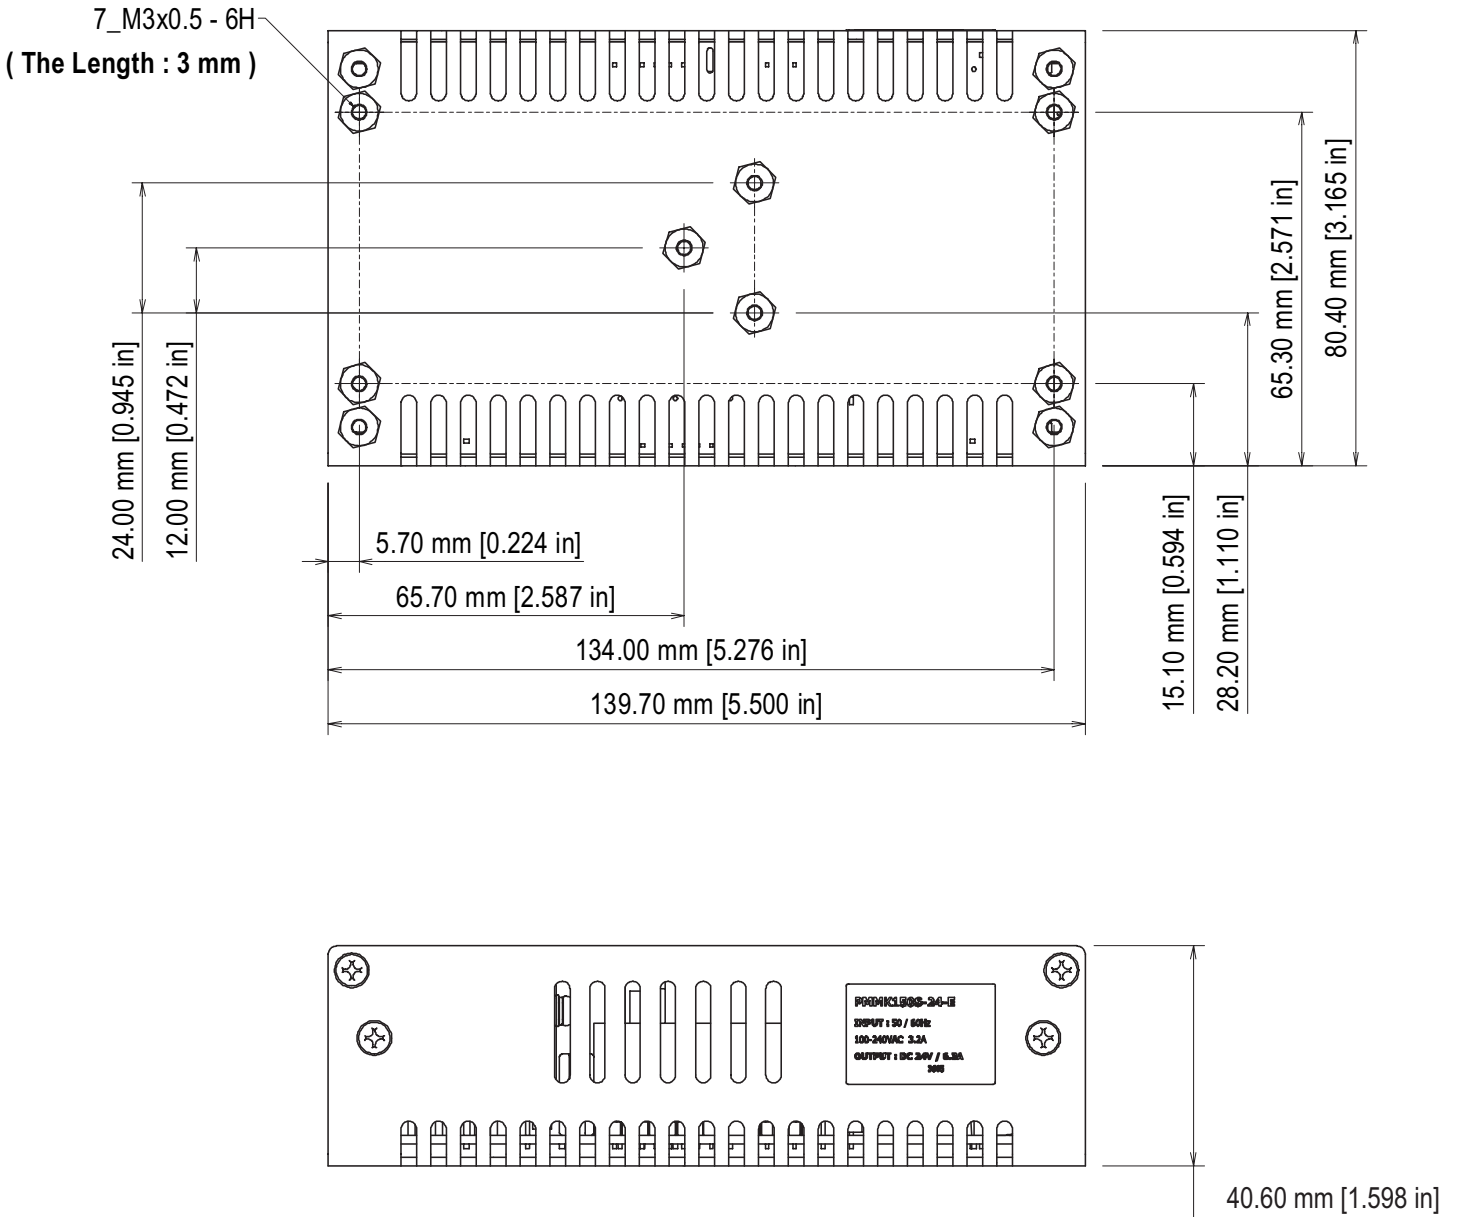 7_M3x0.5 - 6H
( The Length : 3 mm )
24.00 mm [0.945 in]
12.00 mm [0.472 in]
65.30 mm [2.571 in]
80.40 mm [3.165 in]
15.10 mm [0.594 in]
28.20 mm [1.110 in]
5.70 mm [0.224 in]
65.70 mm [2.587 in]
134.00 mm [5.276 in]
139.70 mm [5.500 in]
INPUT : 50 / 60Hz
100-240VAC 3.2A
OUTPUT : DC 24V /
40.60 mm [1.598 in]